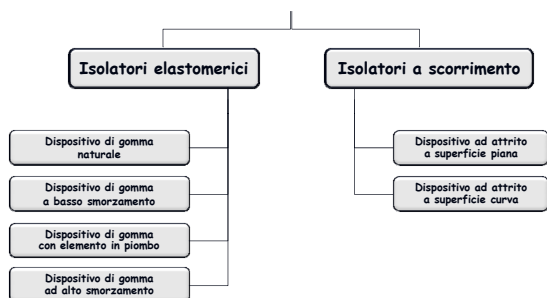 Isolatori elastomerici
Dispositivo di gomma
naturale
Dispositivo di gomma
a basso smorzamento
Dispositivo di gomma
con elemento in piombo
Dispositivo di gomma
ad alto smorzamento
Isolatori a scorrimento
Dispositivo ad attrito
a superficie piana
Dispositivo ad attrito
a superficie curva